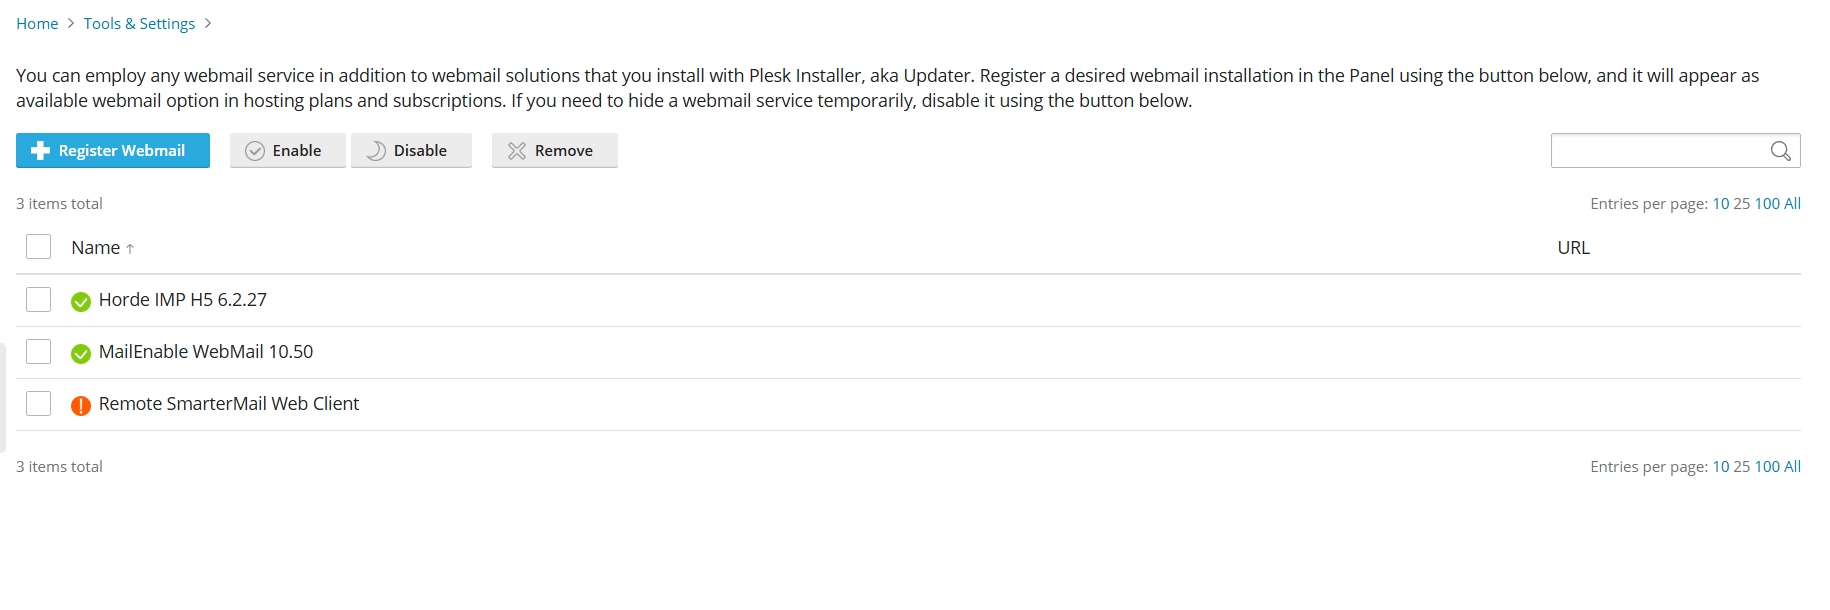 Home > Tools & Settings >
You can employ any webmail service in addition to webmail solutions that you install with Plesk Installer, aka Updater. Register a desired webmail installation in the Panel using the button below, and it will appear as
available webmail option in hosting plans and subscriptions. If you need to hide a webmail service temporarily, disable it using the button below.
Register Webmail Enable Disable Remove
3 items total Entries per page: 10 25 100 All
Name ↑ URL
Horde IMP H5 6.2.27
MailEnable WebMail 10.50
Remote SmarterMail Web Client
3 items total Entries per page: 10 25 100 All